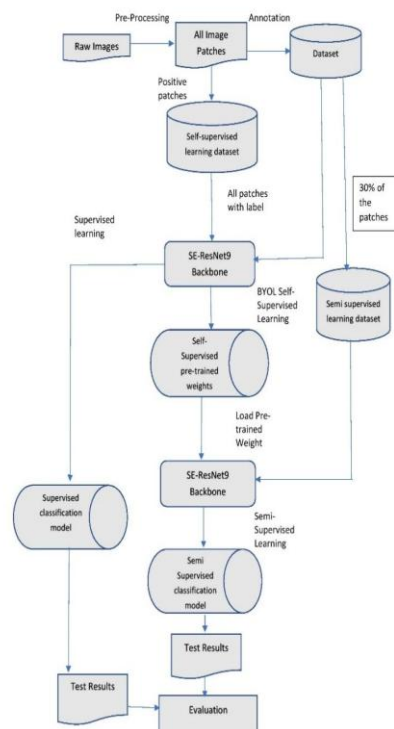 Pre-Processing
Annotation
Raw Images
All Image
Patches
Dataset
Positive
patches
Self-supervised
learning dataset
30% of
the
patches
All patches
with label
Supervised
learning
SE-ResNet9
Backbone
BYOL Self-
Supervised
Learning
Semi supervised
learning dataset
Self-
Supervised
pre-trained
weights
Load Pre-
trained
Weight
SE-ResNet9
Backbone
Supervised
classification
model
Semi-
Supervised
Learning
Semi
Supervised
classification
model
Test Results
Test Results
Evaluation